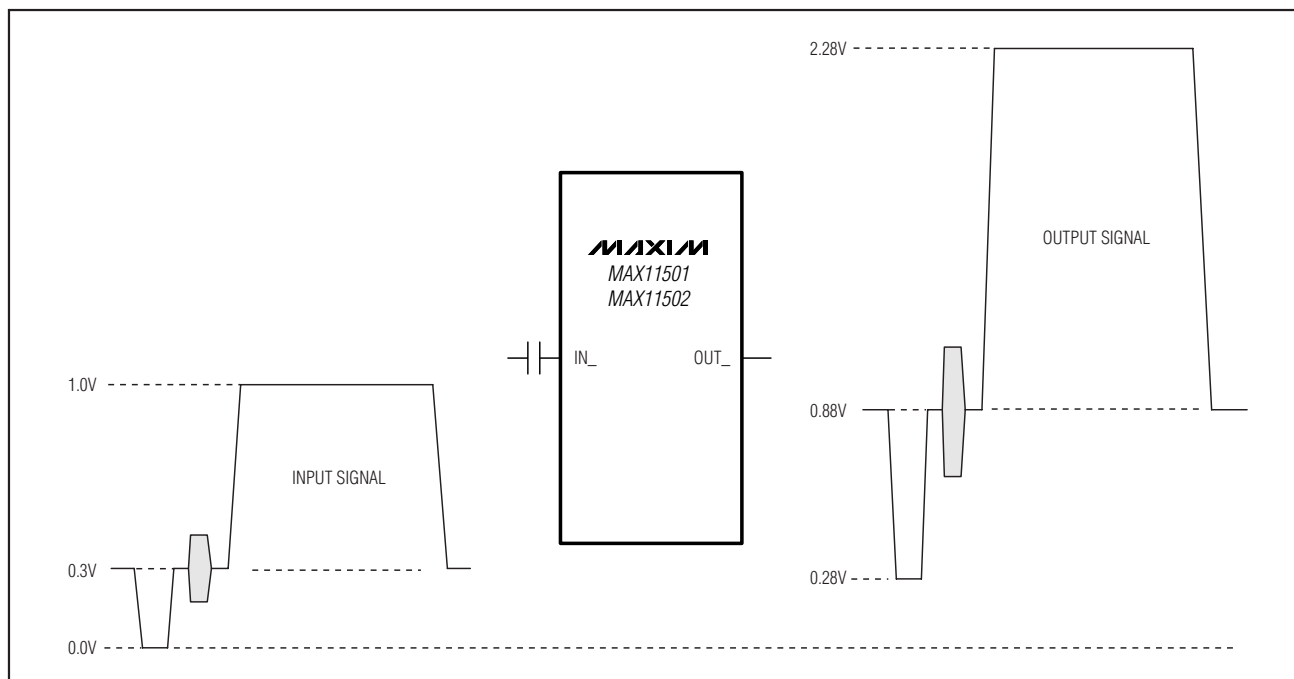 2.28V
MAXIM
MAX11501
MAX11502
OUTPUT SIGNAL
IN_
OUT_
1.0V
0.88V
INPUT SIGNAL
0.3V
0.28V
0.0V